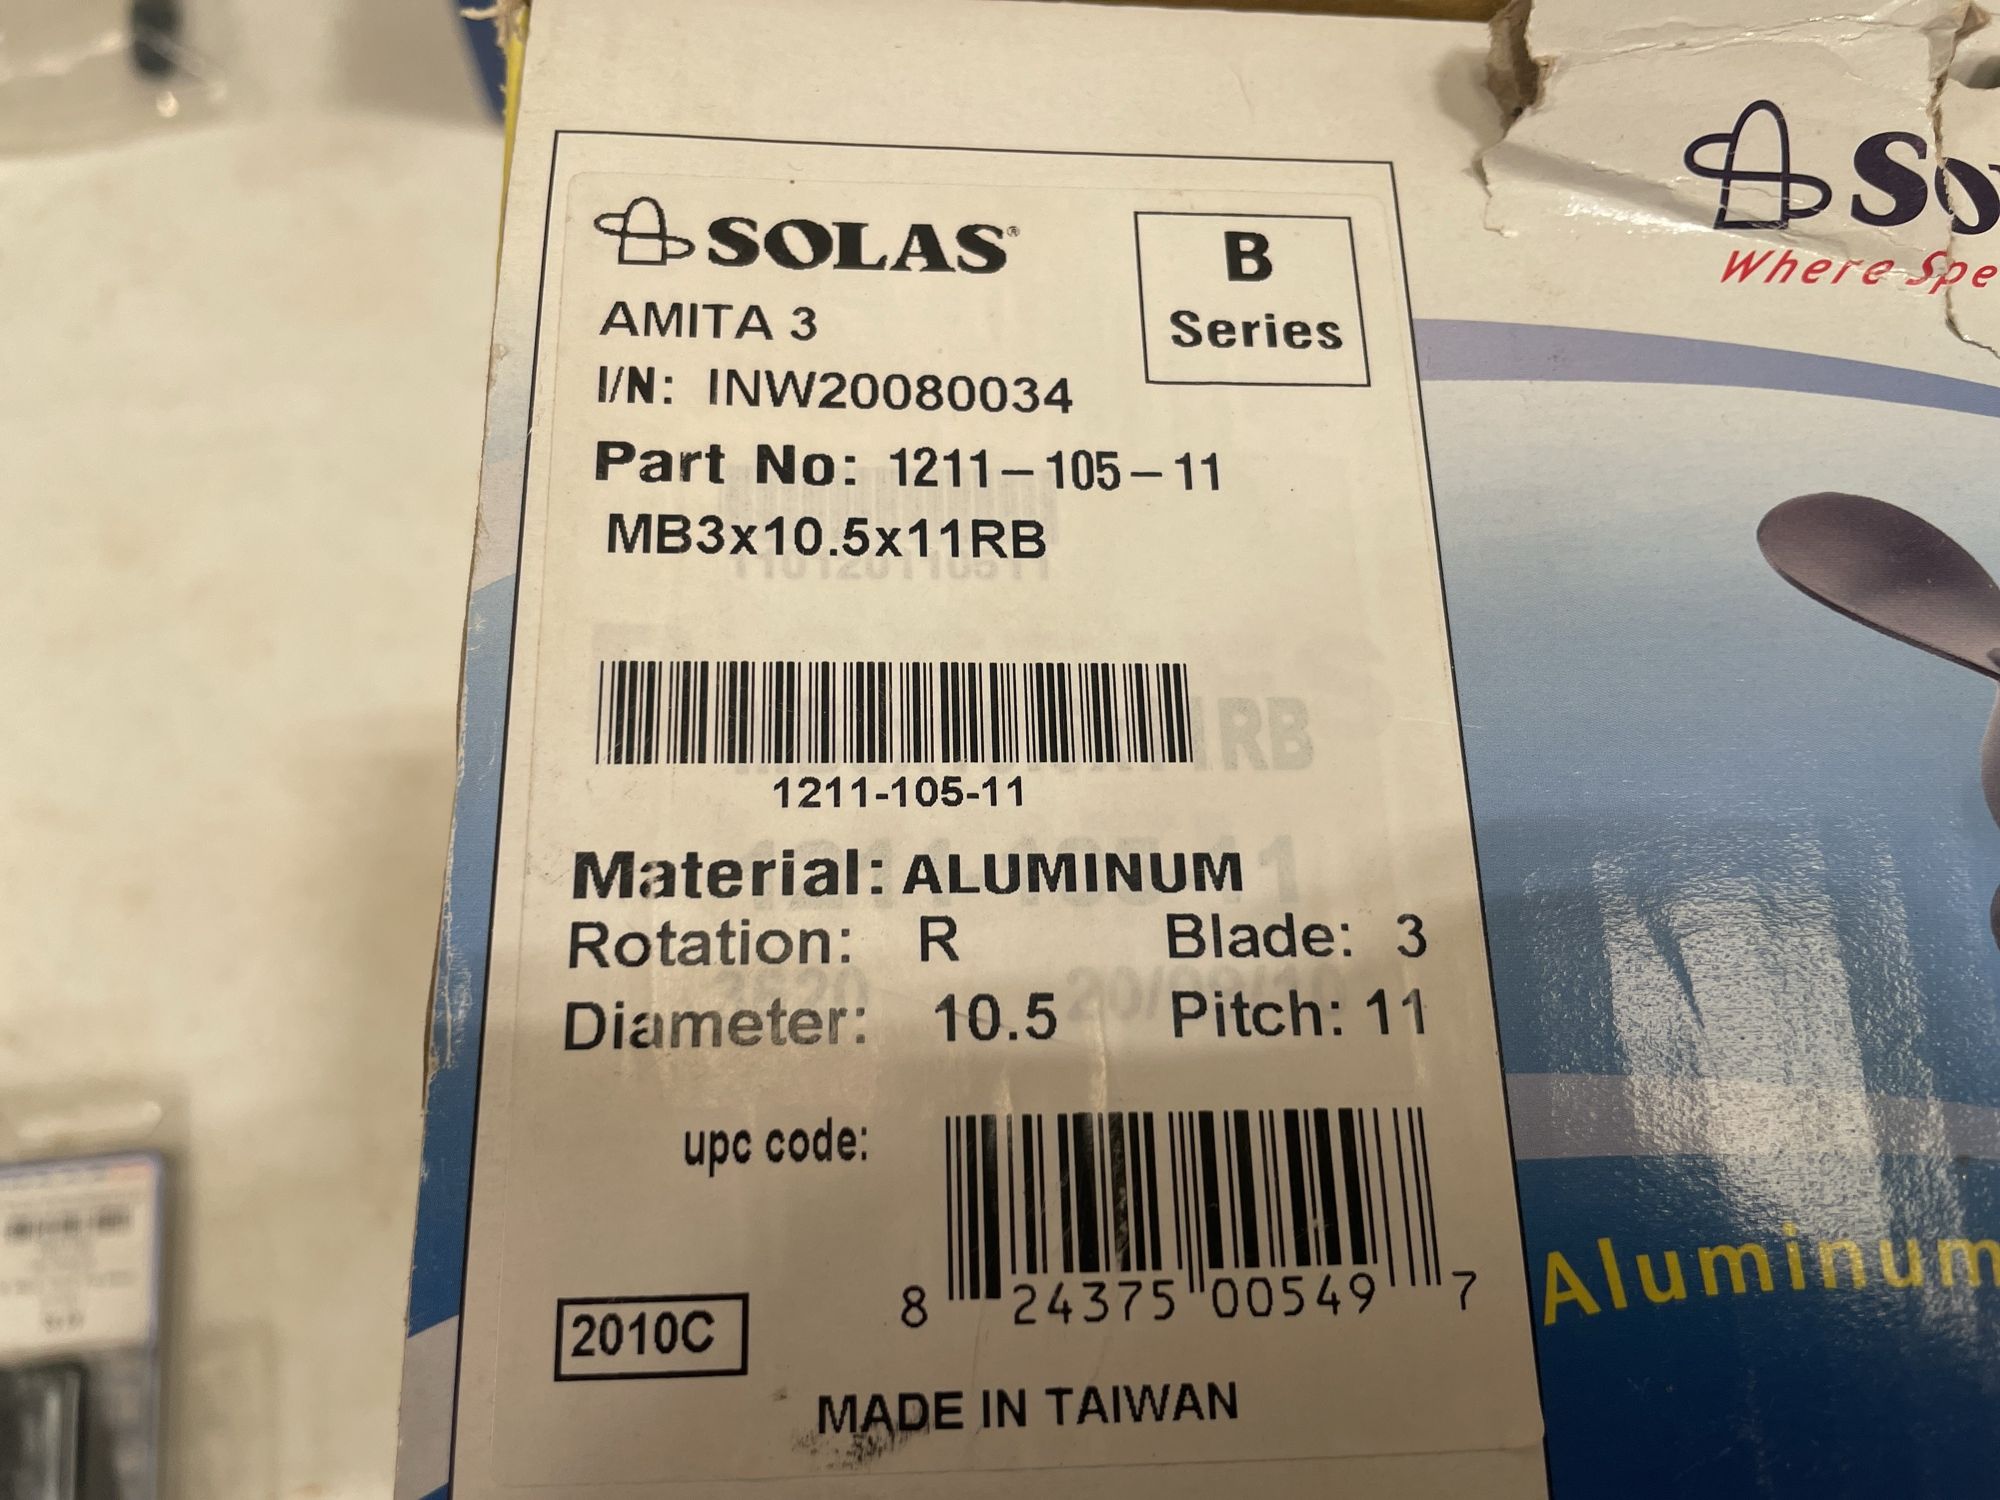 SOLAS®
B
Series
AMITA 3
I/N: INW20080034
Part No: 1211-105-11
MB3x10.5x11RB
1211-105-11
Material: ALUMINUM
Rotation: R Blade: 3
Diameter: 10.5 Pitch: 11
upc code:
8 24375 00549 7
2010C
MADE IN TAIWAN
Where
Aluminum